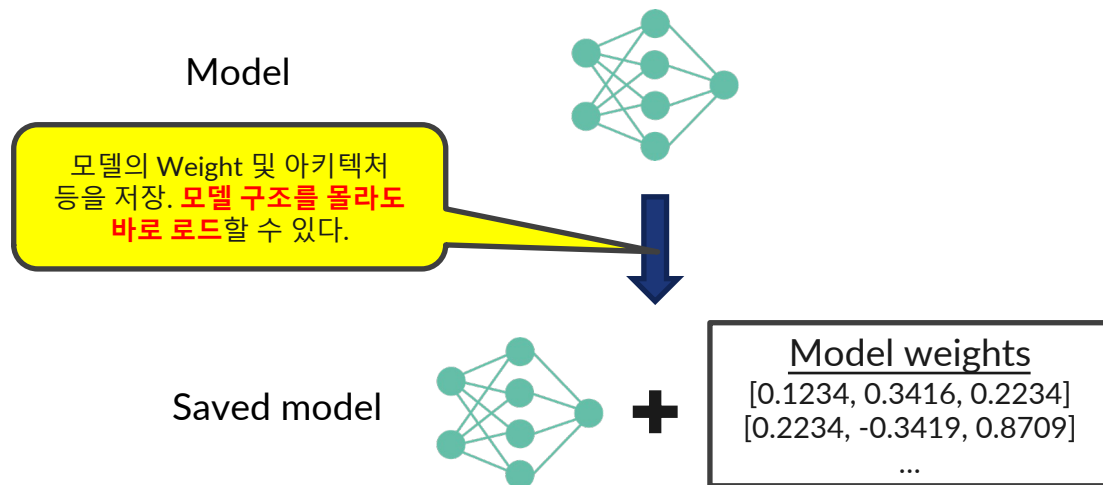 Model
모델의 Weight 및 아키텍처
등을 저장. 모델 구조를 몰라도
바로 로드할 수 있다.
Saved model
Model weights
[0.1234, 0.3416, 0.2234]
[0.2234, -0.3419, 0.8709]
...